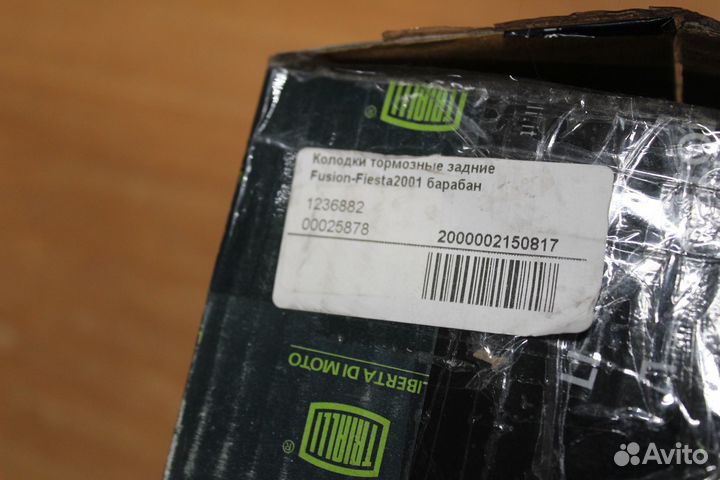 TRIALLI
®
Колодки тормозные задние
Fusion-Fiesta2001 барабан
1236882
00025878
2000002150817
LIBERTA DI MOTO
TRIALLI
®
Avito